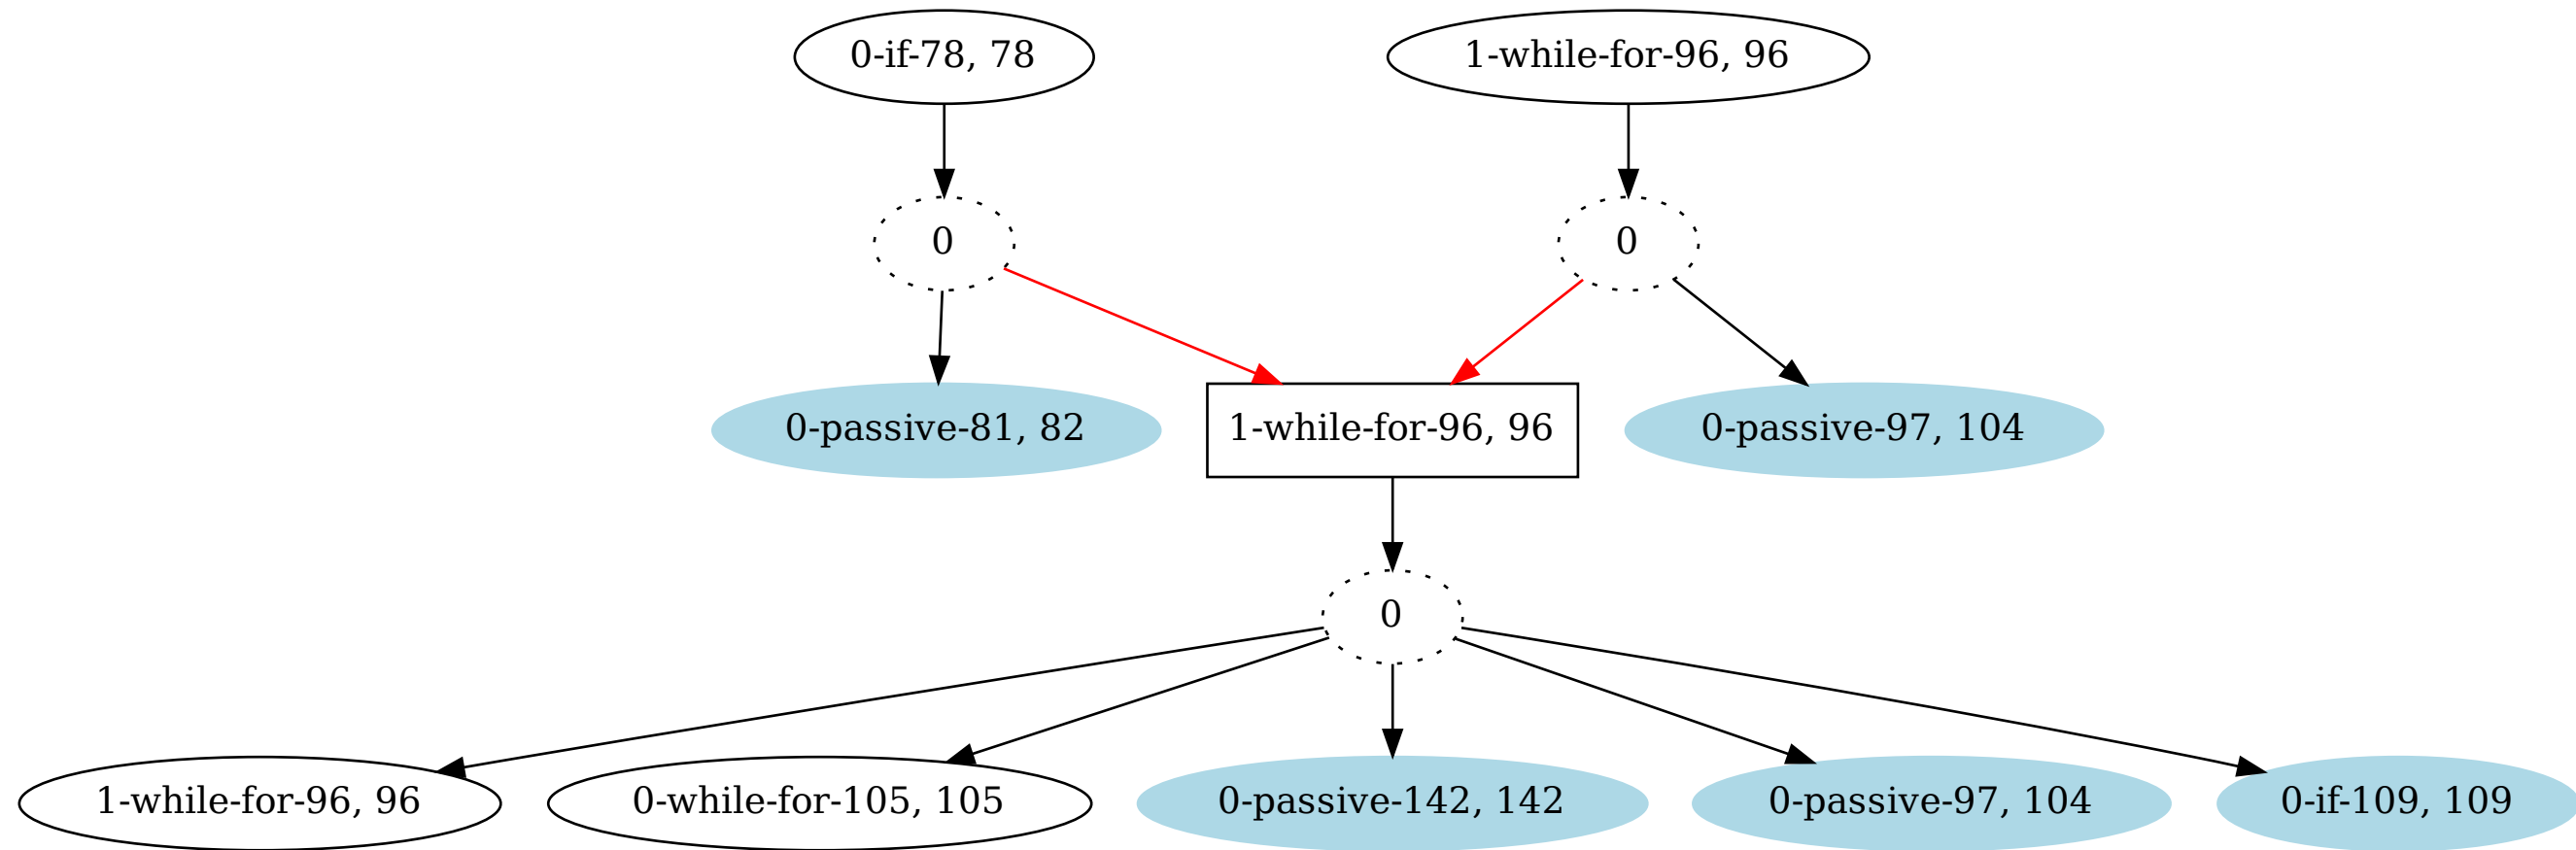 0-if-78, 78
1-while-for-96, 96
0
0
0-passive-81, 82
1-while-for-96, 96
0-passive-97, 104
0
1-while-for-96, 96
0-while-for-105, 105
0-passive-142, 142
0-passive-97, 104
0-if-109, 109